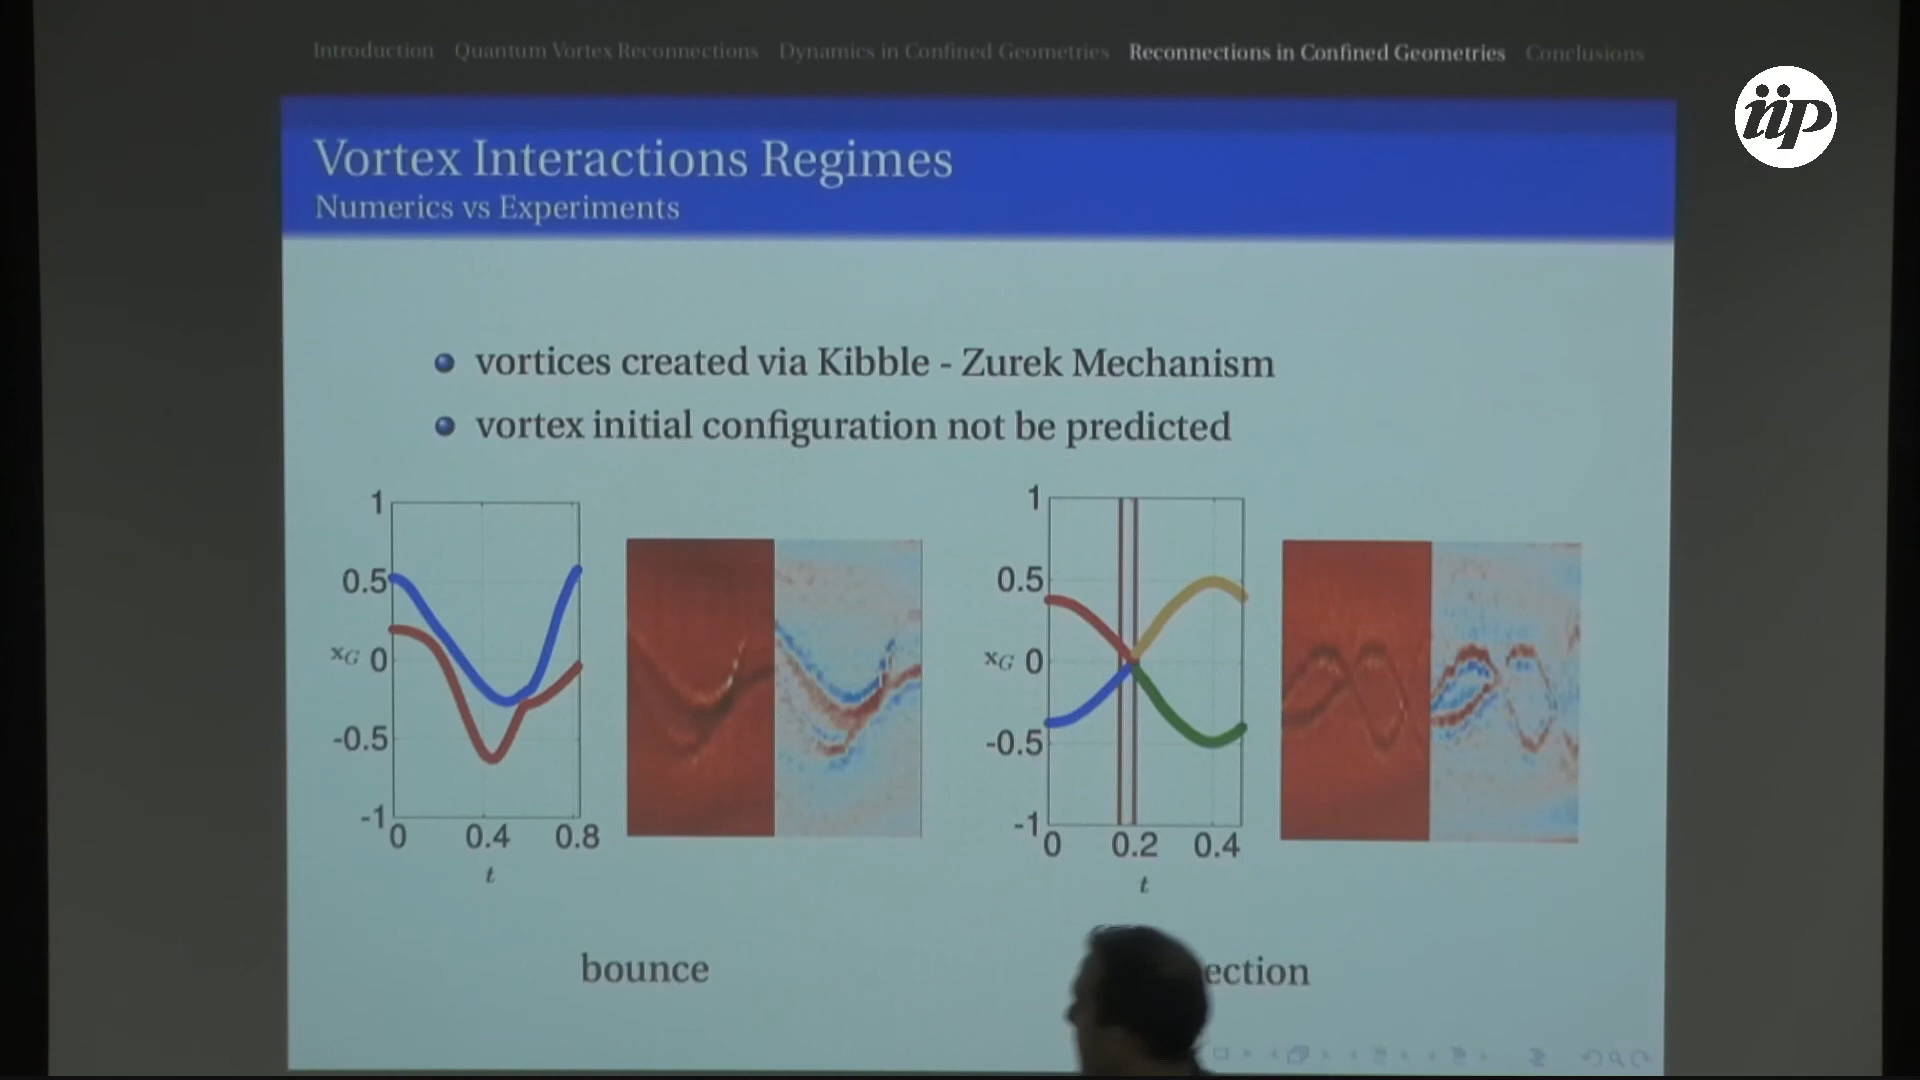 Introduction Quantum Vortex Reconnections Dynamics in Confined Geometries Reconnections in Confined Geometries Conclusions
iip
Vortex Interactions Regimes
Numerics vs Experiments
vortices created via Kibble - Zurek Mechanism
vortex initial configuration not be predicted
1
0.5
xG 0
-0.5
-1
0 0.4 0.8
t
1
0.5
xG 0
-0.5
-1
0 0.2 0.4
t
bounce
ection